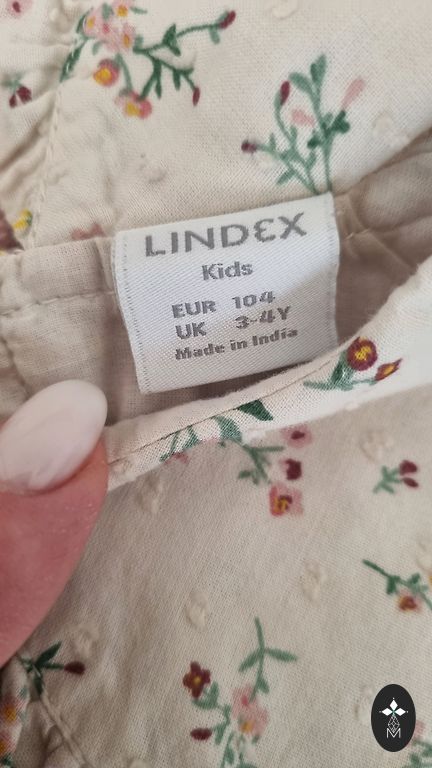 LINDEX
Kids
EUR 104
UK 3-4Y
Made in India
M